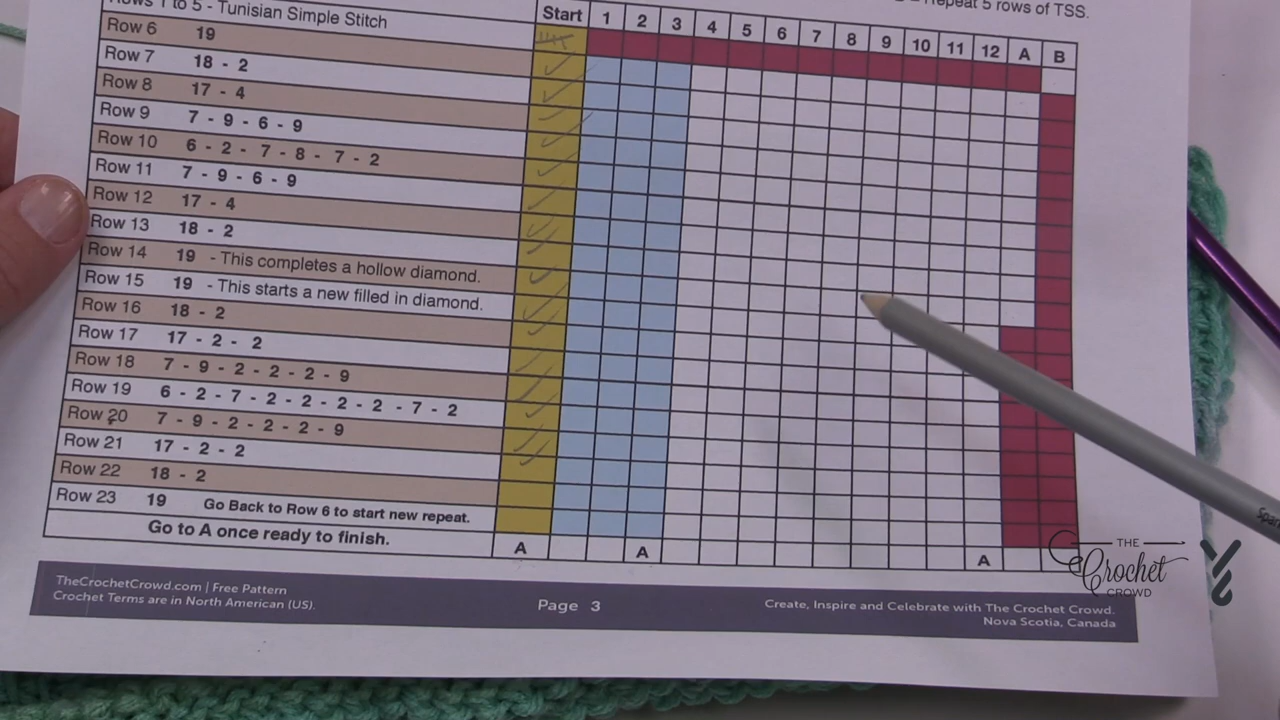 Repeat 5 rows of TSS.
Rows 1 to 5 - Tunisian Simple Stitch
Start 1 2 3 4 5 6 7 8 9 10 11 12 A B
Row 6 19
Row 7 18 - 2
Row 8 17 - 4
Row 9 7 - 9 - 6 - 9
Row 10 6 - 2 - 7 - 8 - 7 - 2
Row 11 7 - 9 - 6 - 9
Row 12 17 - 4
Row 13 18 - 2
Row 14 19 - This completes a hollow diamond.
Row 15 19 - This starts a new filled in diamond.
Row 16 18 - 2
Row 17 17 - 2 - 2
Row 18 7 - 9 - 2 - 2 - 2 - 9
Row 19 6 - 2 - 7 - 2 - 2 - 2 - 2 - 7 - 2
Row 20 7 - 9 - 2 - 2 - 2 - 9
Row 21 17 - 2 - 2
Row 22 18 - 2
Row 23 19 Go Back to Row 6 to start new repeat.
Go to A once ready to finish.
A A A
TheCrochetCrowd.com | Free Pattern
Crochet Terms are in North American (US).
Page 3
Create, Inspire and Celebrate with The Crochet Crowd.
Nova Scotia, Canada
THE
Crochet
CROWD